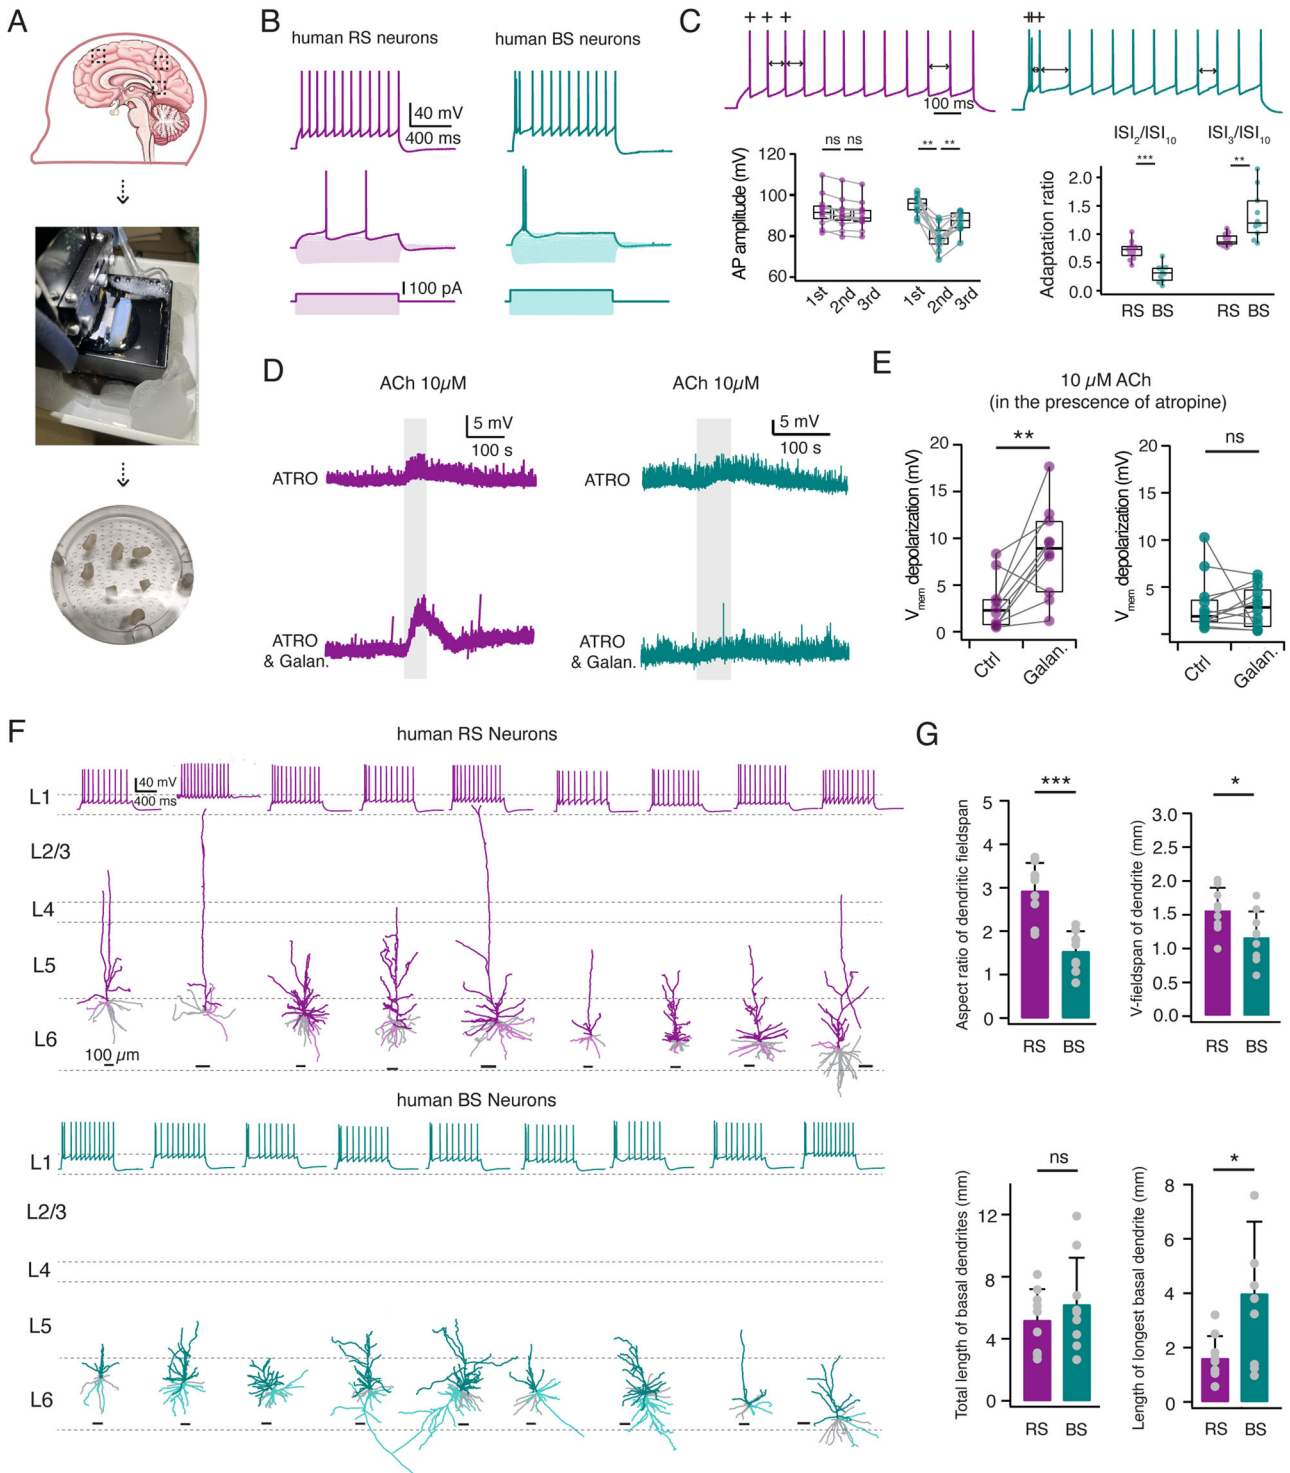 A
B
human RS neurons
human BS neurons
40 mV
400 ms
100 pA
C
+ + +
+++
100 ms
AP amplitude (mV)
120
100
80
60
ns ns
** **
1st 2nd 3rd
1st 2nd 3rd
Adaptation ratio
ISI2/ISI10
ISI3/ISI10
***
**
2.0
1.5
1.0
0.5
0.0
RS BS
RS BS
D
ACh 10µM
ACh 10µM
5 mV
100 s
5 mV
100 s
ATRO
ATRO
ATRO
& Galan.
ATRO
& Galan.
E
10 µM ACh
(in the prescence of atropine)
**
ns
Vmem depolarization (mV)
20
15
10
5
0
Ctrl
Galan.
Vmem depolarization (mV)
20
15
10
5
Ctrl
Galan.
F
human RS Neurons
40 mV
400 ms
L1
L2/3
L4
L5
L6
100 µm
human BS Neurons
L1
L2/3
L4
L5
L6
G
***
Aspect ratio of dendritic fieldspan
5
4
3
2
1
0
RS BS
*
V-fieldspan of dendrite (mm)
3.0
2.5
2.0
1.5
1.0
0.5
0.0
RS BS
ns
Total length of basal dendrites (mm)
12
8
4
0
RS BS
*
Length of longest basal dendrite (mm)
8
6
4
2
0
RS BS